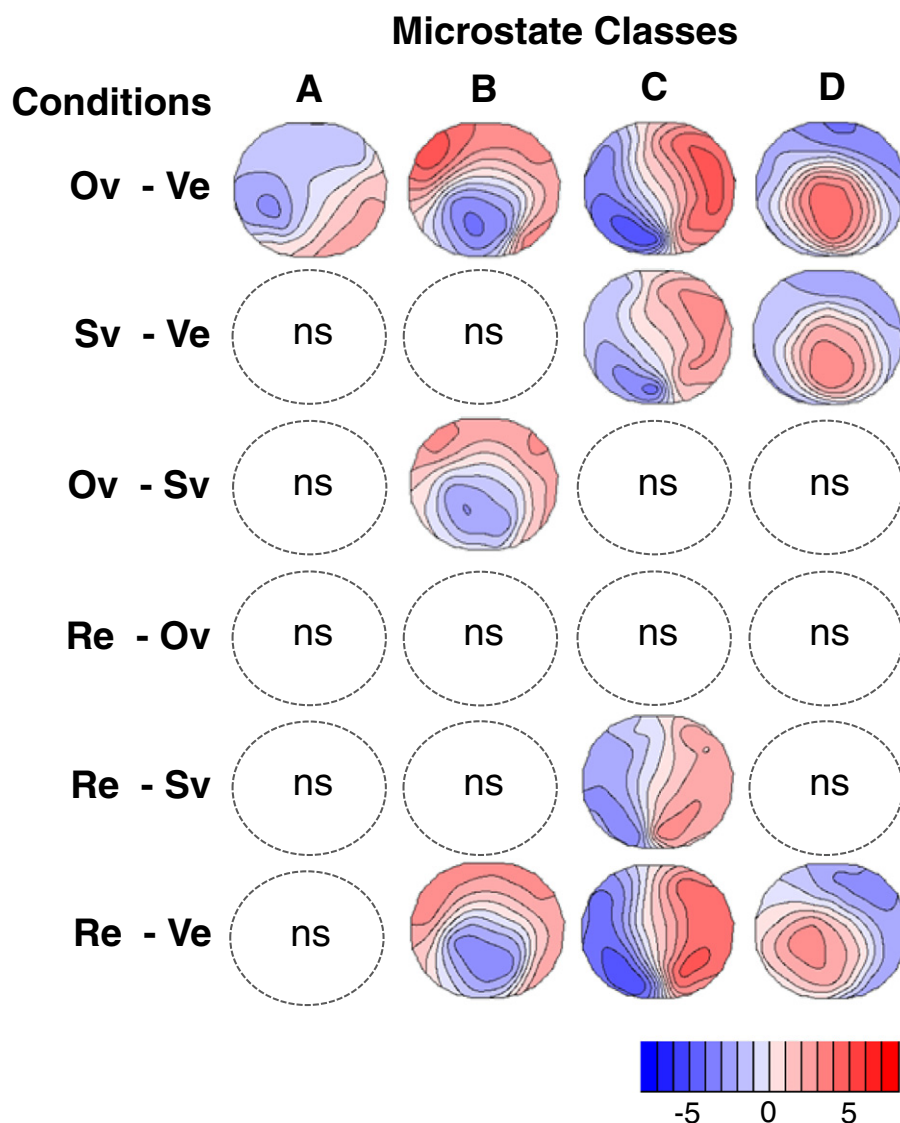 Microstate Classes
Conditions A B C D
Ov - Ve
Sv - Ve ns ns
Ov - Sv ns ns ns
Re - Ov ns ns ns ns
Re - Sv ns ns ns
Re - Ve ns
-5 0 5